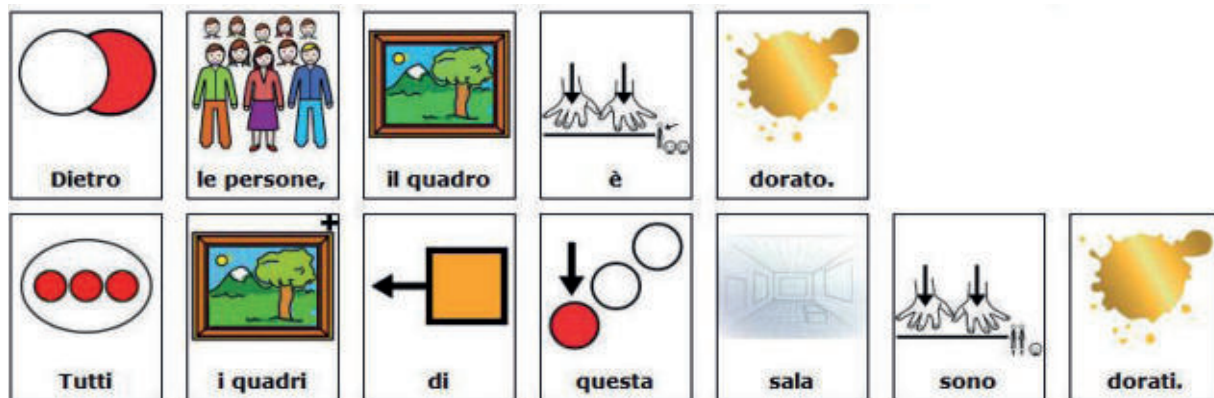 Dietro le persone, il quadro è dorato.
Tutti i quadri di questa sala sono dorati.